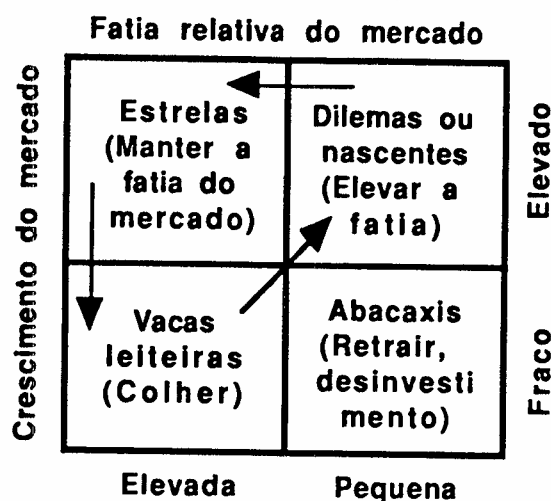 Fatia relativa do mercado
Crescimento do mercado
Estrelas
(Manter a
fatia do
mercado)
Dilemas ou
nascentes
(Elevar a
fatia)
Elevado
Vacas
leiteiras
(Colher)
Abacaxis
(Retrair,
desinvesti
mento)
Fraco
Elevada
Pequena